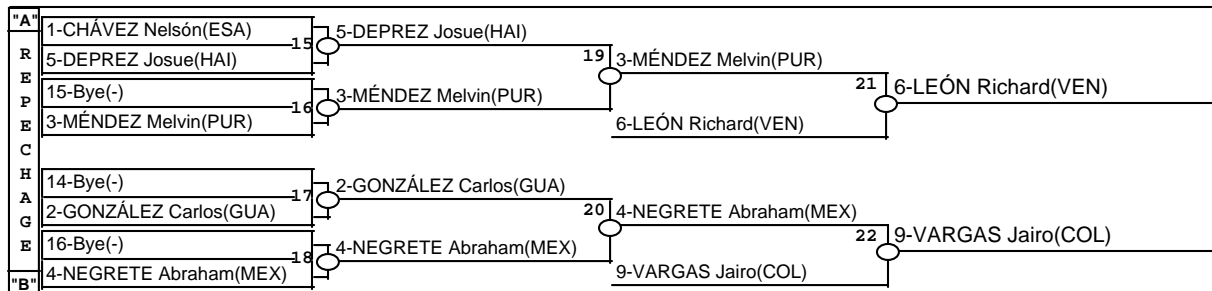 "A"
REPECHAGE
"B"
1-CHÁVEZ Nelsón(ESA)
5-DEPREZ Josue(HAI)
15
5-DEPREZ Josue(HAI)
15-Bye(-)
3-MÉNDEZ Melvin(PUR)
16
3-MÉNDEZ Melvin(PUR)
19
3-MÉNDEZ Melvin(PUR)
6-LEÓN Richard(VEN)
21
6-LEÓN Richard(VEN)
14-Bye(-)
2-GONZÁLEZ Carlos(GUA)
17
2-GONZÁLEZ Carlos(GUA)
16-Bye(-)
4-NEGRETE Abraham(MEX)
18
4-NEGRETE Abraham(MEX)
20
4-NEGRETE Abraham(MEX)
9-VARGAS Jairo(COL)
22
9-VARGAS Jairo(COL)